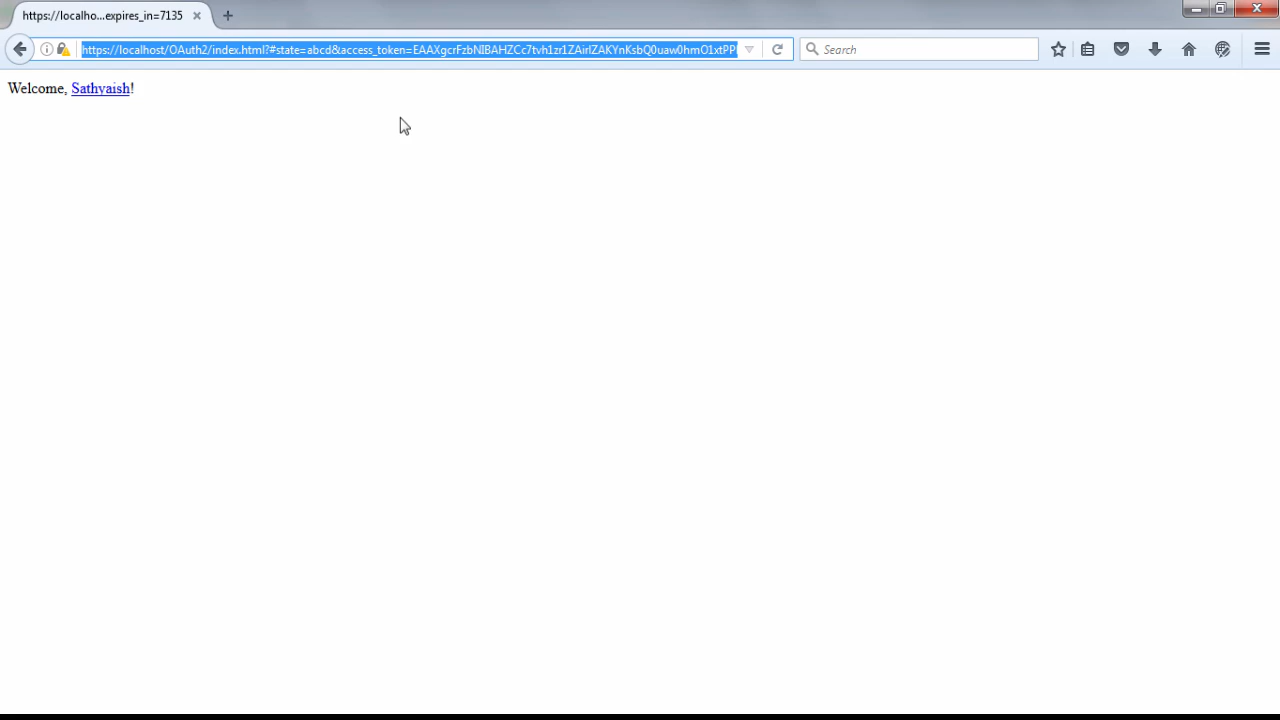 https://localho...expires_in=7135
https://localhost/OAuth2/index.html?#state=abcd&access_token=EAAXgcrFzbNIBAHZCc7tvh1zr1ZAirlZAKYnKsbQ0uaw0hmO1xtPP
Search
Welcome, Sathyaish!